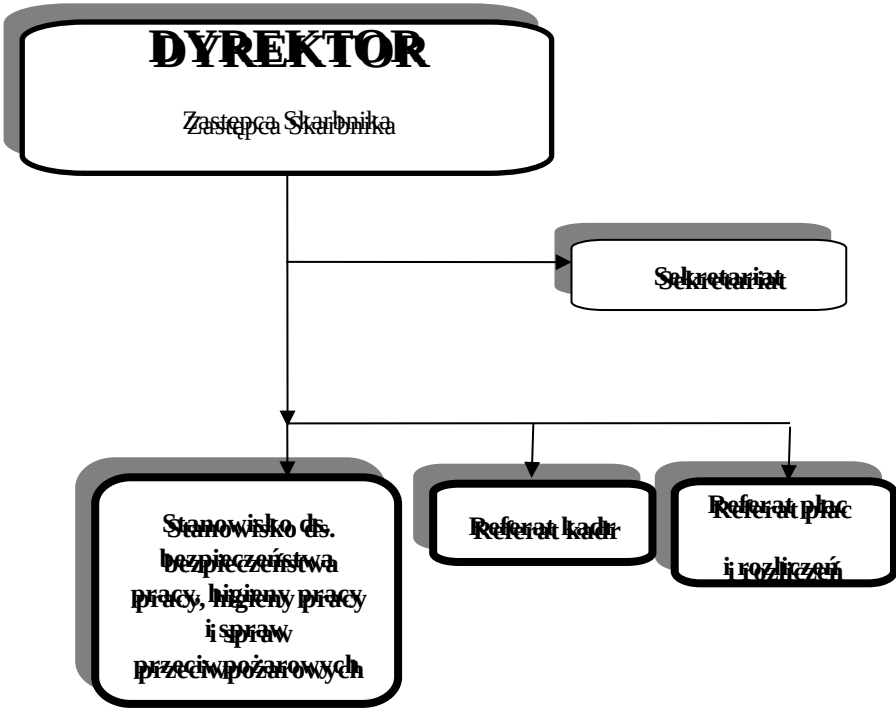 DYREKTOR
Zastępca Skarbnika
Sekretariat
Stanowisko ds.
bezpieczeństwa
pracy, higieny pracy
i spraw
przeciwpożarowych
Referat kadr
Referat płac
i rozliczeń